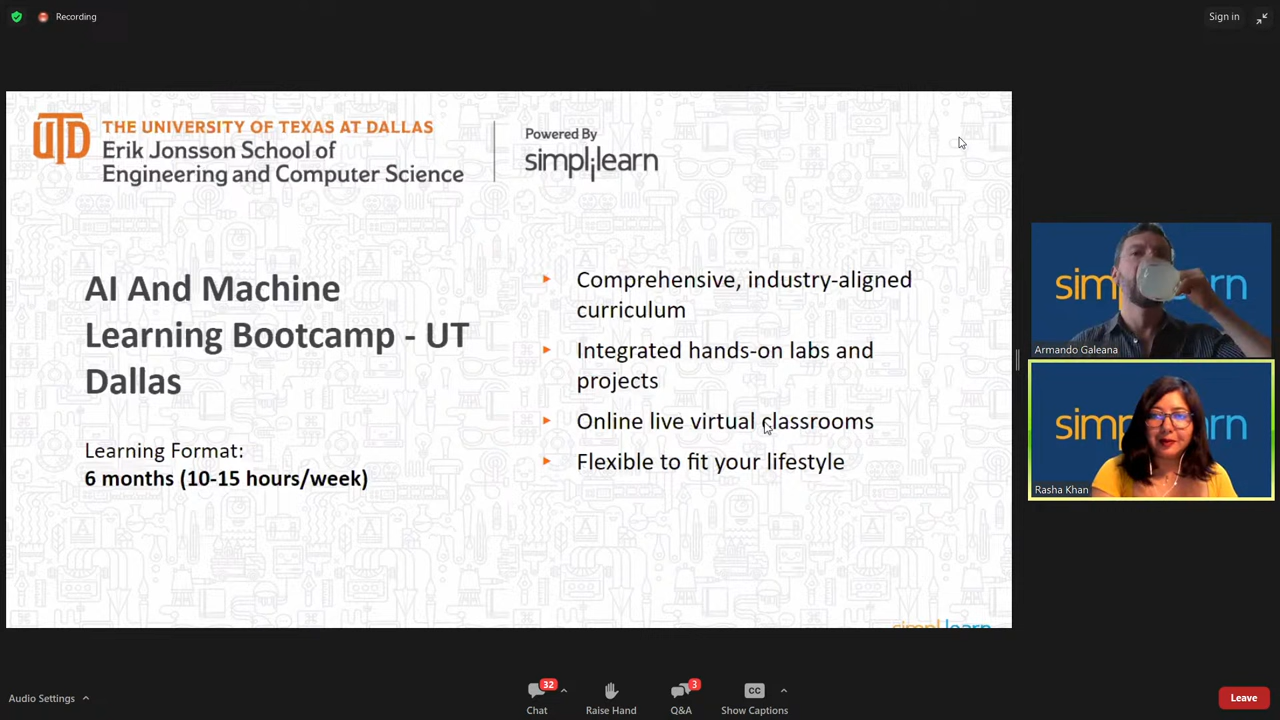 Recording
Sign in
UTD
THE UNIVERSITY OF TEXAS AT DALLAS
Erik Jonsson School of
Engineering and Computer Science
Powered By
simplilearn
AI And Machine
Learning Bootcamp - UT
Dallas
Learning Format:
6 months (10-15 hours/week)
Comprehensive, industry-aligned
curriculum
Integrated hands-on labs and
projects
Online live virtual classrooms
Flexible to fit your lifestyle
simplilearn
simplilearn
Armando Galeana
simplilearn
Rasha Khan
Audio Settings
32
Chat
Raise Hand
3
Q&A
CC
Show Captions
Leave